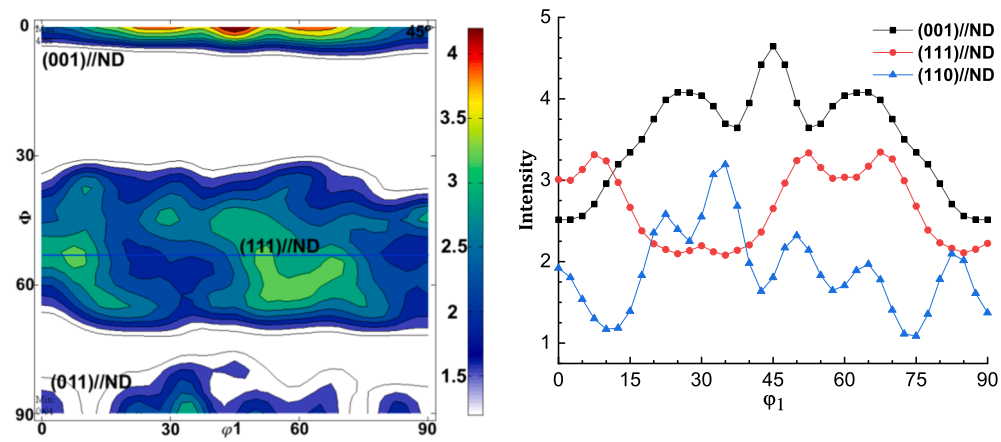 0
45°
(001)//ND
30
Φ
(111)//ND
60
(011)//ND
90
0 30 φ1 60 90
4
3.5
3
2.5
2
1.5
5
4
3
2
1
Intensity
(001)//ND
(111)//ND
(110)//ND
0 15 30 45 60 75 90
φ1